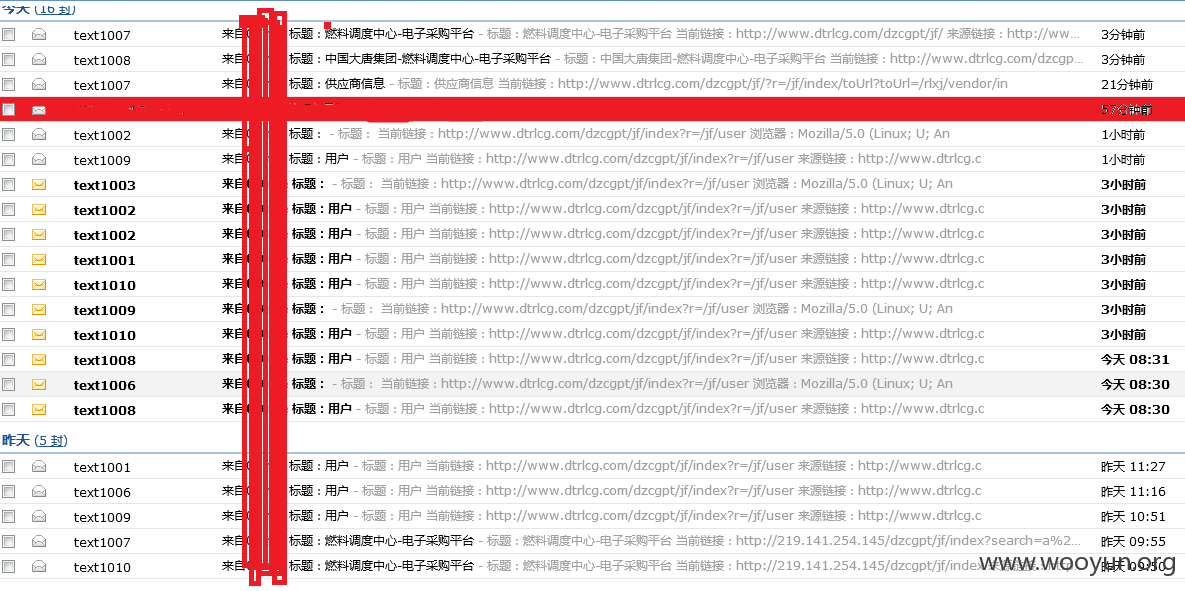 今天 (16 封)
text1007 来自 标题：燃料调度中心-电子采购平台 - 标题：燃料调度中心-电子采购平台 当前链接：http://www.dtrlcg.com/dzcgpt/jf/ 来源链接：http://ww... 3分钟前
text1008 来自 标题：中国大唐集团-燃料调度中心-电子采购平台 - 标题：中国大唐集团-燃料调度中心-电子采购平台 当前链接：http://www.dtrlcg.com/dzcgp... 3分钟前
text1007 来自 标题：供应商信息 - 标题：供应商信息 当前链接：http://www.dtrlcg.com/dzcgpt/jf/?r=/jf/index/toUrl?toUrl=/rlxj/vendor/in 21分钟前
57分钟前
text1002 来自 标题： - 标题： 当前链接：http://www.dtrlcg.com/dzcgpt/jf/index?r=/jf/user 浏览器：Mozilla/5.0 (Linux; U; An 1小时前
text1009 来自 标题：用户 - 标题：用户 当前链接：http://www.dtrlcg.com/dzcgpt/jf/index?r=/jf/user 来源链接：http://www.dtrlcg.c 1小时前
text1003 来自 标题： - 标题： 当前链接：http://www.dtrlcg.com/dzcgpt/jf/index?r=/jf/user 浏览器：Mozilla/5.0 (Linux; U; An 3小时前
text1002 来自 标题：用户 - 标题：用户 当前链接：http://www.dtrlcg.com/dzcgpt/jf/index?r=/jf/user 来源链接：http://www.dtrlcg.c 3小时前
text1002 来自 标题：用户 - 标题：用户 当前链接：http://www.dtrlcg.com/dzcgpt/jf/index?r=/jf/user 来源链接：http://www.dtrlcg.c 3小时前
text1001 来自 标题：用户 - 标题：用户 当前链接：http://www.dtrlcg.com/dzcgpt/jf/index?r=/jf/user 来源链接：http://www.dtrlcg.c 3小时前
text1010 来自 标题：用户 - 标题：用户 当前链接：http://www.dtrlcg.com/dzcgpt/jf/index?r=/jf/user 来源链接：http://www.dtrlcg.c 3小时前
text1009 来自 标题： - 标题： 当前链接：http://www.dtrlcg.com/dzcgpt/jf/index?r=/jf/user 浏览器：Mozilla/5.0 (Linux; U; An 3小时前
text1010 来自 标题：用户 - 标题：用户 当前链接：http://www.dtrlcg.com/dzcgpt/jf/index?r=/jf/user 来源链接：http://www.dtrlcg.c 3小时前
text1008 来自 标题：用户 - 标题：用户 当前链接：http://www.dtrlcg.com/dzcgpt/jf/index?r=/jf/user 来源链接：http://www.dtrlcg.c 今天 08:31
text1006 来自 标题： - 标题： 当前链接：http://www.dtrlcg.com/dzcgpt/jf/index?r=/jf/user 浏览器：Mozilla/5.0 (Linux; U; An 今天 08:30
text1008 来自 标题：用户 - 标题：用户 当前链接：http://www.dtrlcg.com/dzcgpt/jf/index?r=/jf/user 来源链接：http://www.dtrlcg.c 今天 08:30
昨天 (5 封)
text1001 来自 标题：用户 - 标题：用户 当前链接：http://www.dtrlcg.com/dzcgpt/jf/index?r=/jf/user 来源链接：http://www.dtrlcg.c 昨天 11:27
text1006 来自 标题：用户 - 标题：用户 当前链接：http://www.dtrlcg.com/dzcgpt/jf/index?r=/jf/user 来源链接：http://www.dtrlcg.c 昨天 11:16
text1009 来自 标题：用户 - 标题：用户 当前链接：http://www.dtrlcg.com/dzcgpt/jf/index?r=/jf/user 来源链接：http://www.dtrlcg.c 昨天 10:51
text1007 来自 标题：燃料调度中心-电子采购平台 - 标题：燃料调度中心-电子采购平台 当前链接：http://219.141.254.145/dzcgpt/jf/index?search=a%2... 昨天 09:55
text1010 来自 标题：燃料调度中心-电子采购平台 - 标题：燃料调度中心-电子采购平台 当前链接：http://219.141.254.145/dzcgpt/jf/index 来源链接：http 昨天 09:50
www.wooyun.org